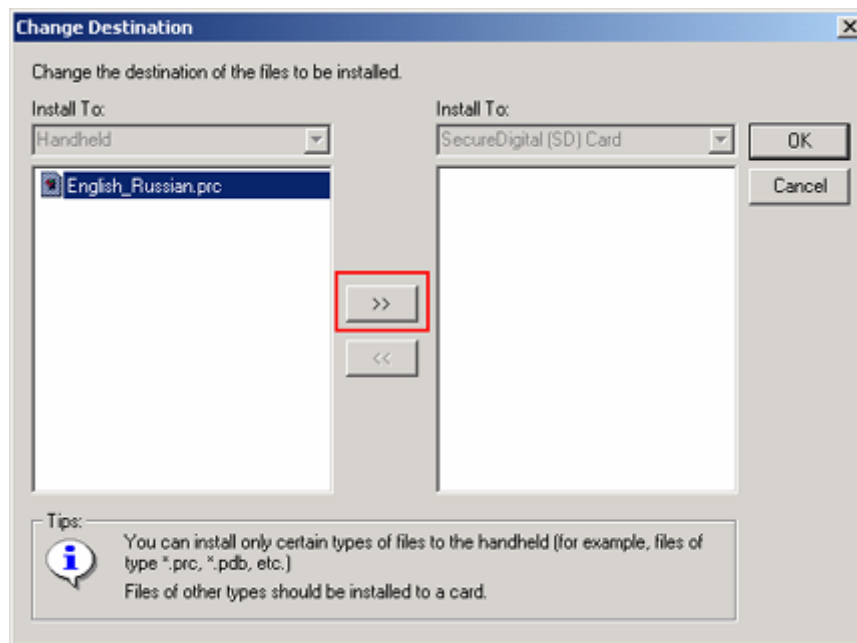 Change Destination
Change the destination of the files to be installed.
Install To:
Install To:
Handheld
SecureDigital (SD) Card
OK
English_Russian.prc
Cancel
>>
<<
Tips:
You can install only certain types of files to the handheld (for example, files of
type *.prc, *.pdb, etc.)
Files of other types should be installed to a card.